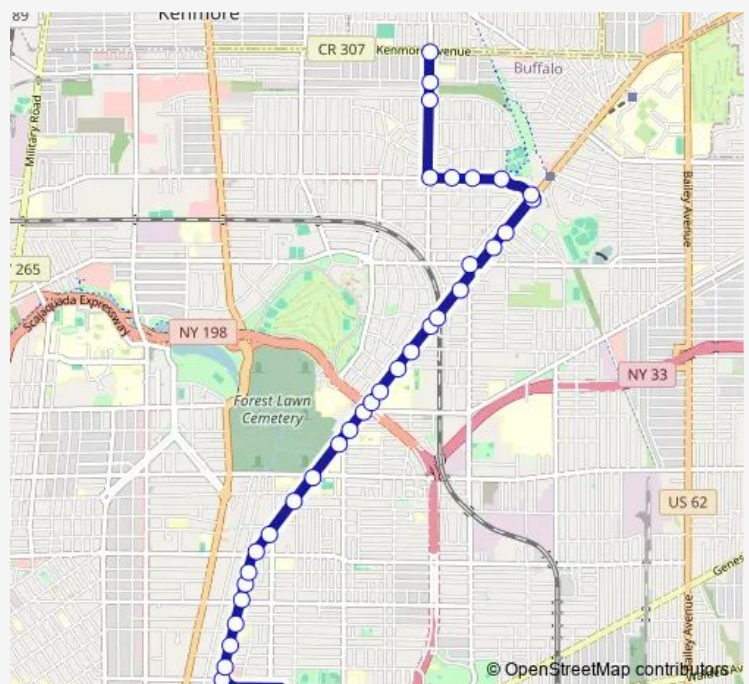 89
Kenmore
CR 307
Kenmore Avenue
Buffalo
Military Road
Bailey Avenue
265
Scajaquada Expressway
NY 198
NY 33
Forest Lawn
Cemetery
US 62
Genes
Bailey Avenue
© OpenStreetMap contributors